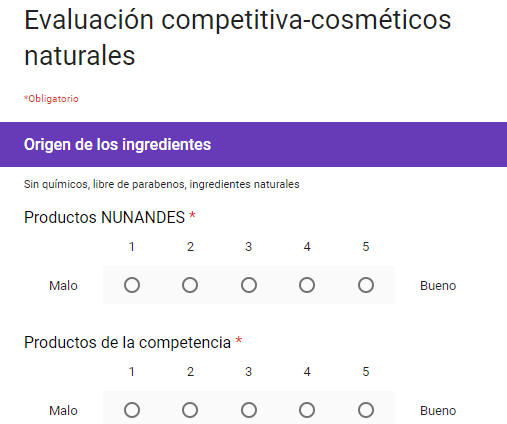 Evaluación competitiva-cosméticos
naturales
*Obligatorio
Origen de los ingredientes
Sin químicos, libre de parabenos, ingredientes naturales
Productos NUNANDES *
1 2 3 4 5
Malo Bueno
Productos de la competencia *
1 2 3 4 5
Malo Bueno